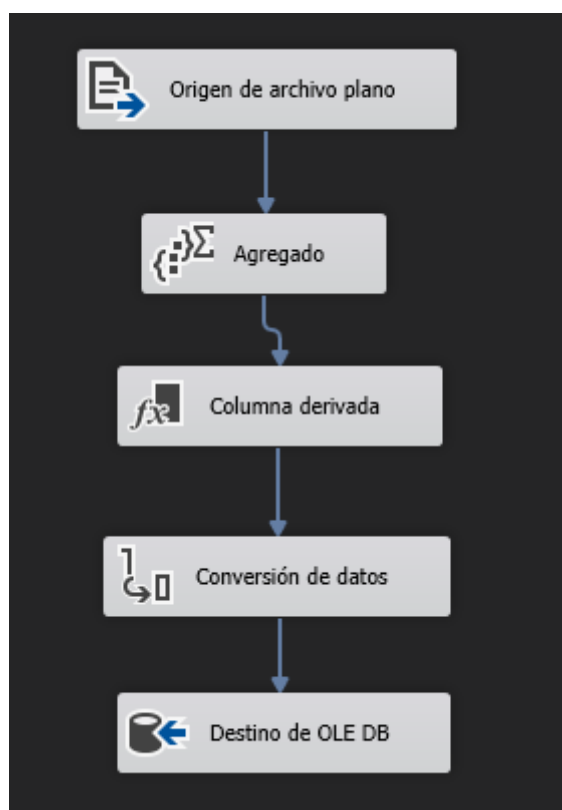 Origen de archivo plano
Agregado
Columna derivada
Conversión de datos
Destino de OLE DB